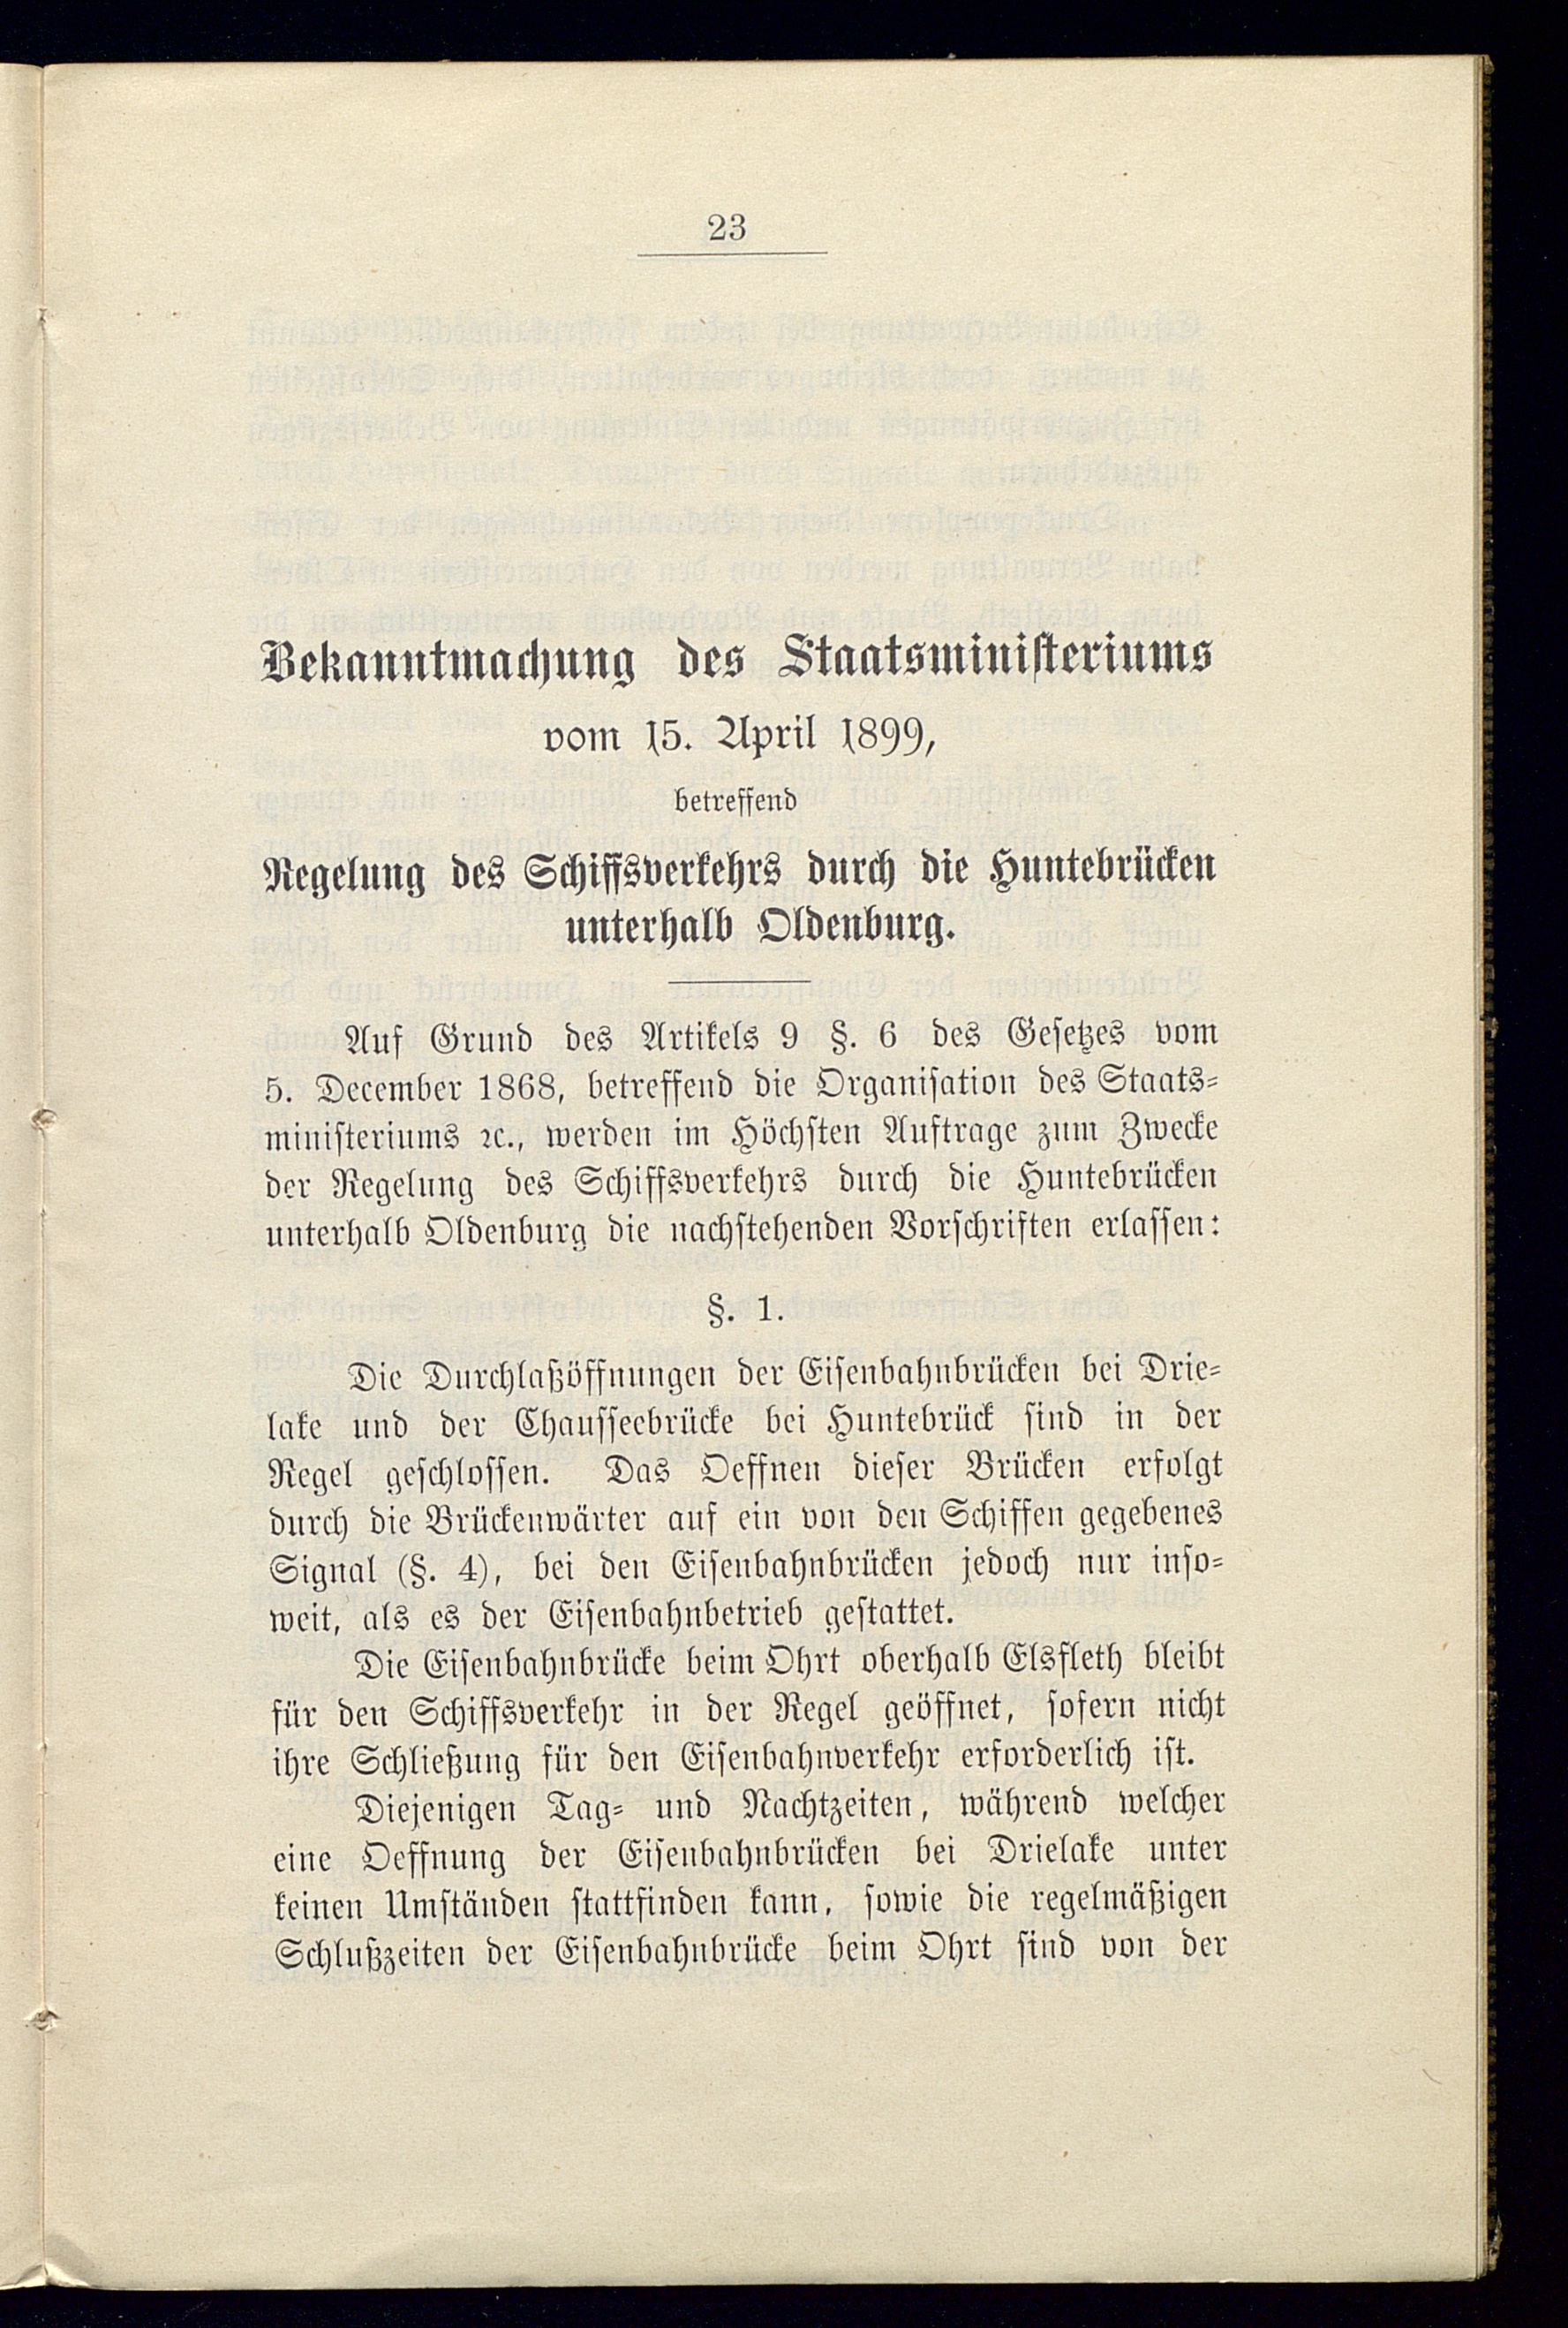 23
Bekanntmachung des Staatsministeriums
vom 15. April 1899,
betreffend
Regelung des Schiffsverkehrs durch die Huntebrücken
unterhalb Oldenburg.
Auf Grund des Artikels 9 §. 6 des Gesetzes vom
5. December 1868, betreffend die Organisation des Staats-
ministeriums ꝛc., werden im Höchsten Auftrage zum Zwecke
der Regelung des Schiffsverkehrs durch die Huntebrücken
unterhalb Oldenburg die nachstehenden Vorschriften erlassen:
§. 1.
Die Durchlaßöffnungen der Eisenbahnbrücken bei Drie-
lake und der Chausseebrücke bei Huntebrück sind in der
Regel geschlossen. Das Oeffnen dieser Brücken erfolgt
durch die Brückenwärter auf ein von den Schiffen gegebenes
Signal (§. 4), bei den Eisenbahnbrücken jedoch nur inso-
weit, als es der Eisenbahnbetrieb gestattet.
Die Eisenbahnbrücke beim Ohrt oberhalb Elsfleth bleibt
für den Schiffsverkehr in der Regel geöffnet, sofern nicht
ihre Schließung für den Eisenbahnverkehr erforderlich ist.
Diejenigen Tag- und Nachtzeiten, während welcher
eine Oeffnung der Eisenbahnbrücken bei Drielake unter
keinen Umständen stattfinden kann, sowie die regelmäßigen
Schlußzeiten der Eisenbahnbrücke beim Ohrt sind von der